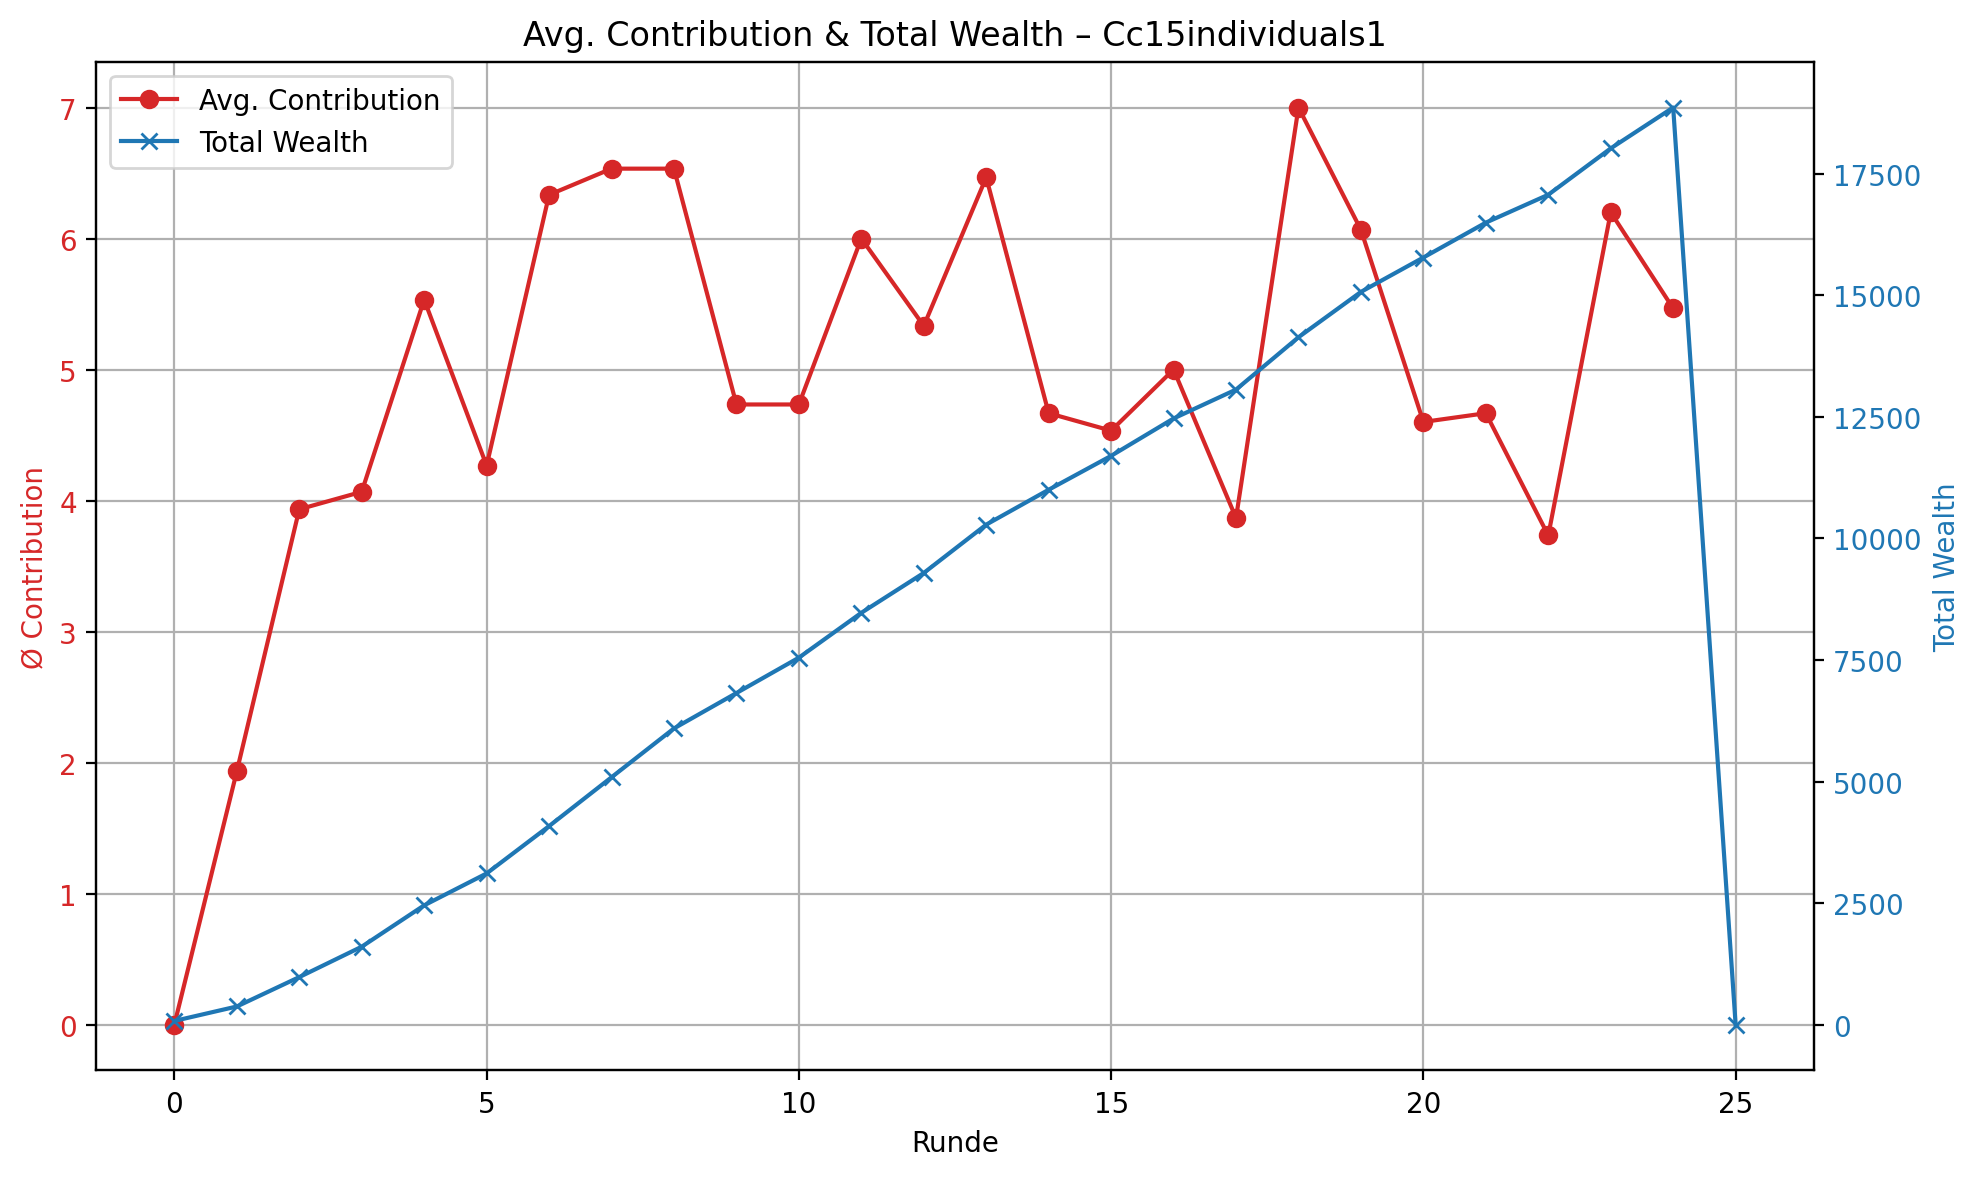 Avg. Contribution & Total Wealth – Cc15individuals1
Avg. Contribution
Total Wealth
7
6
5
4
3
2
1
0
Ø Contribution
17500
15000
12500
10000
7500
5000
2500
0
Total Wealth
0 5 10 15 20 25
Runde